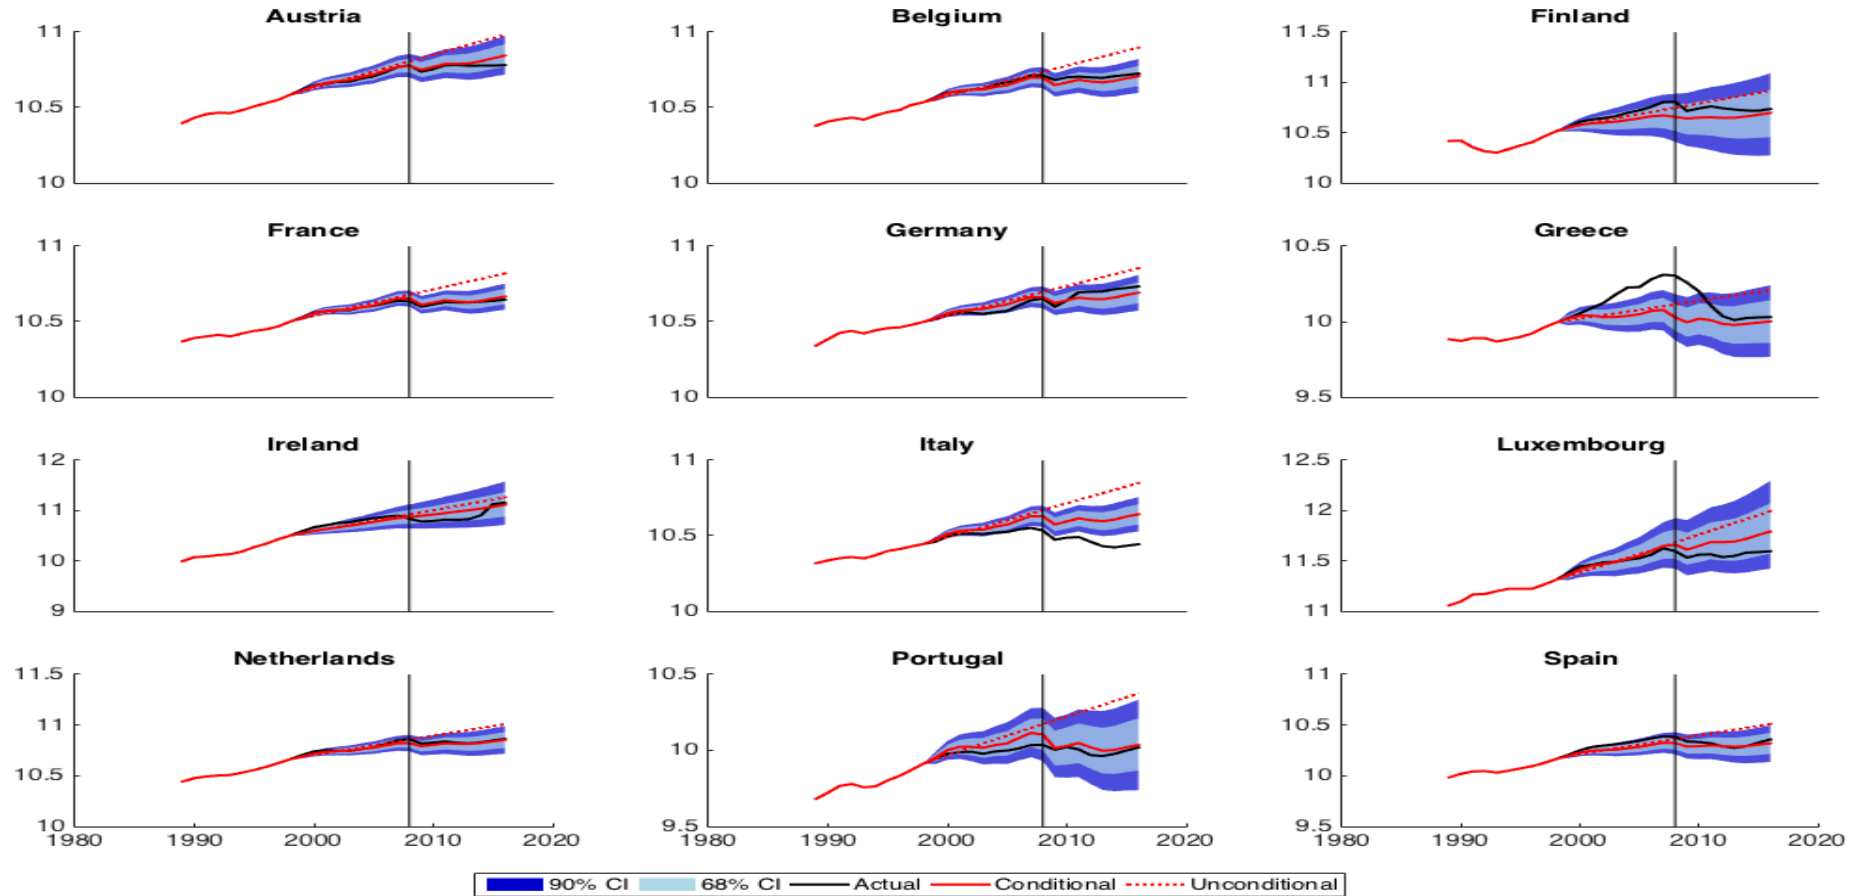 Austria Belgium Finland
11 11 11.5
11
10.5 10.5
10.5
10 10 10
France Germany Greece
11 11 10.5
10.5 10.5 10
10 10 9.5
Ireland Italy Luxembourg
12 11 12.5
11 12
10.5
10 11.5
9 10 11
Netherlands Portugal Spain
11.5 10.5 11
11 10.5
10
10.5 10
10 9.5 9.5
1980 1990 2000 2010 2020 1980 1990 2000 2010 2020 1980 1990 2000 2010 2020
90% CI 68% CI Actual Conditional Unconditional